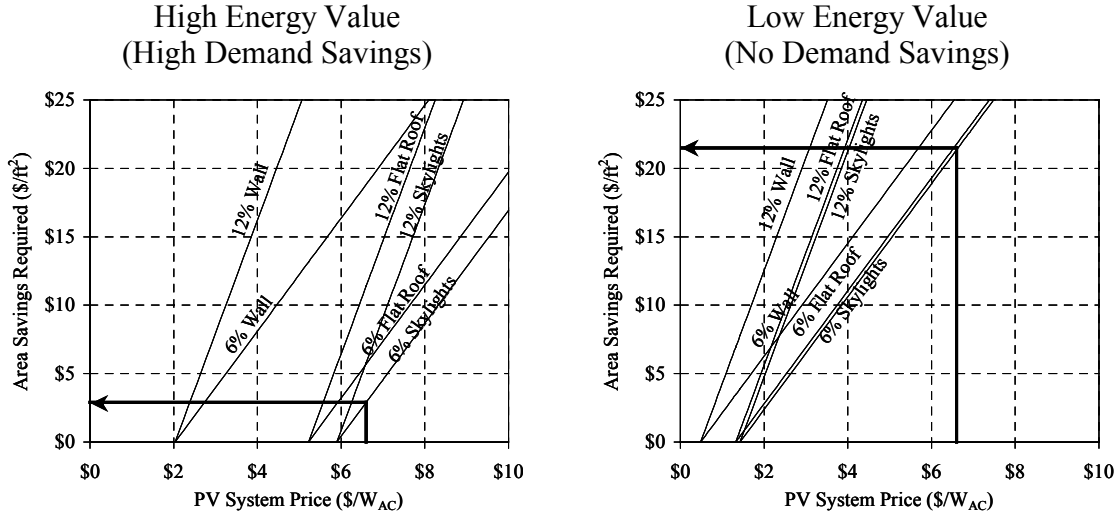 High Energy Value
(High Demand Savings)
Area Savings Required ($/ft²)
$25
$20
$15
$10
$5
$0
12% Wall
6% Wall
12% Flat Roof
12% Skylights
6% Flat Roof
6% Skylights
$0 $2 $4 $6 $8 $10
PV System Price ($/W_AC)
Low Energy Value
(No Demand Savings)
Area Savings Required ($/ft²)
$25
$20
$15
$10
$5
$0
12% Wall
12% Flat Roof
12% Skylights
6% Wall
6% Flat Roof
6% Skylights
$0 $2 $4 $6 $8 $10
PV System Price ($/W_AC)